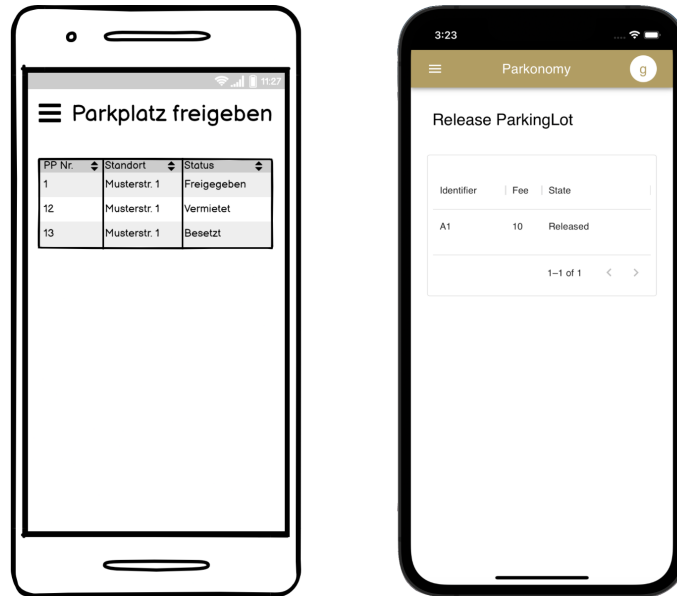 11:27
Parkplatz freigeben
PP Nr. Standort Status
1 Musterstr. 1 Freigegeben
12 Musterstr. 1 Vermietet
13 Musterstr. 1 Besetzt
3:23
Parkonomy g
Release ParkingLot
Identifier Fee State
A1 10 Released
1–1 of 1